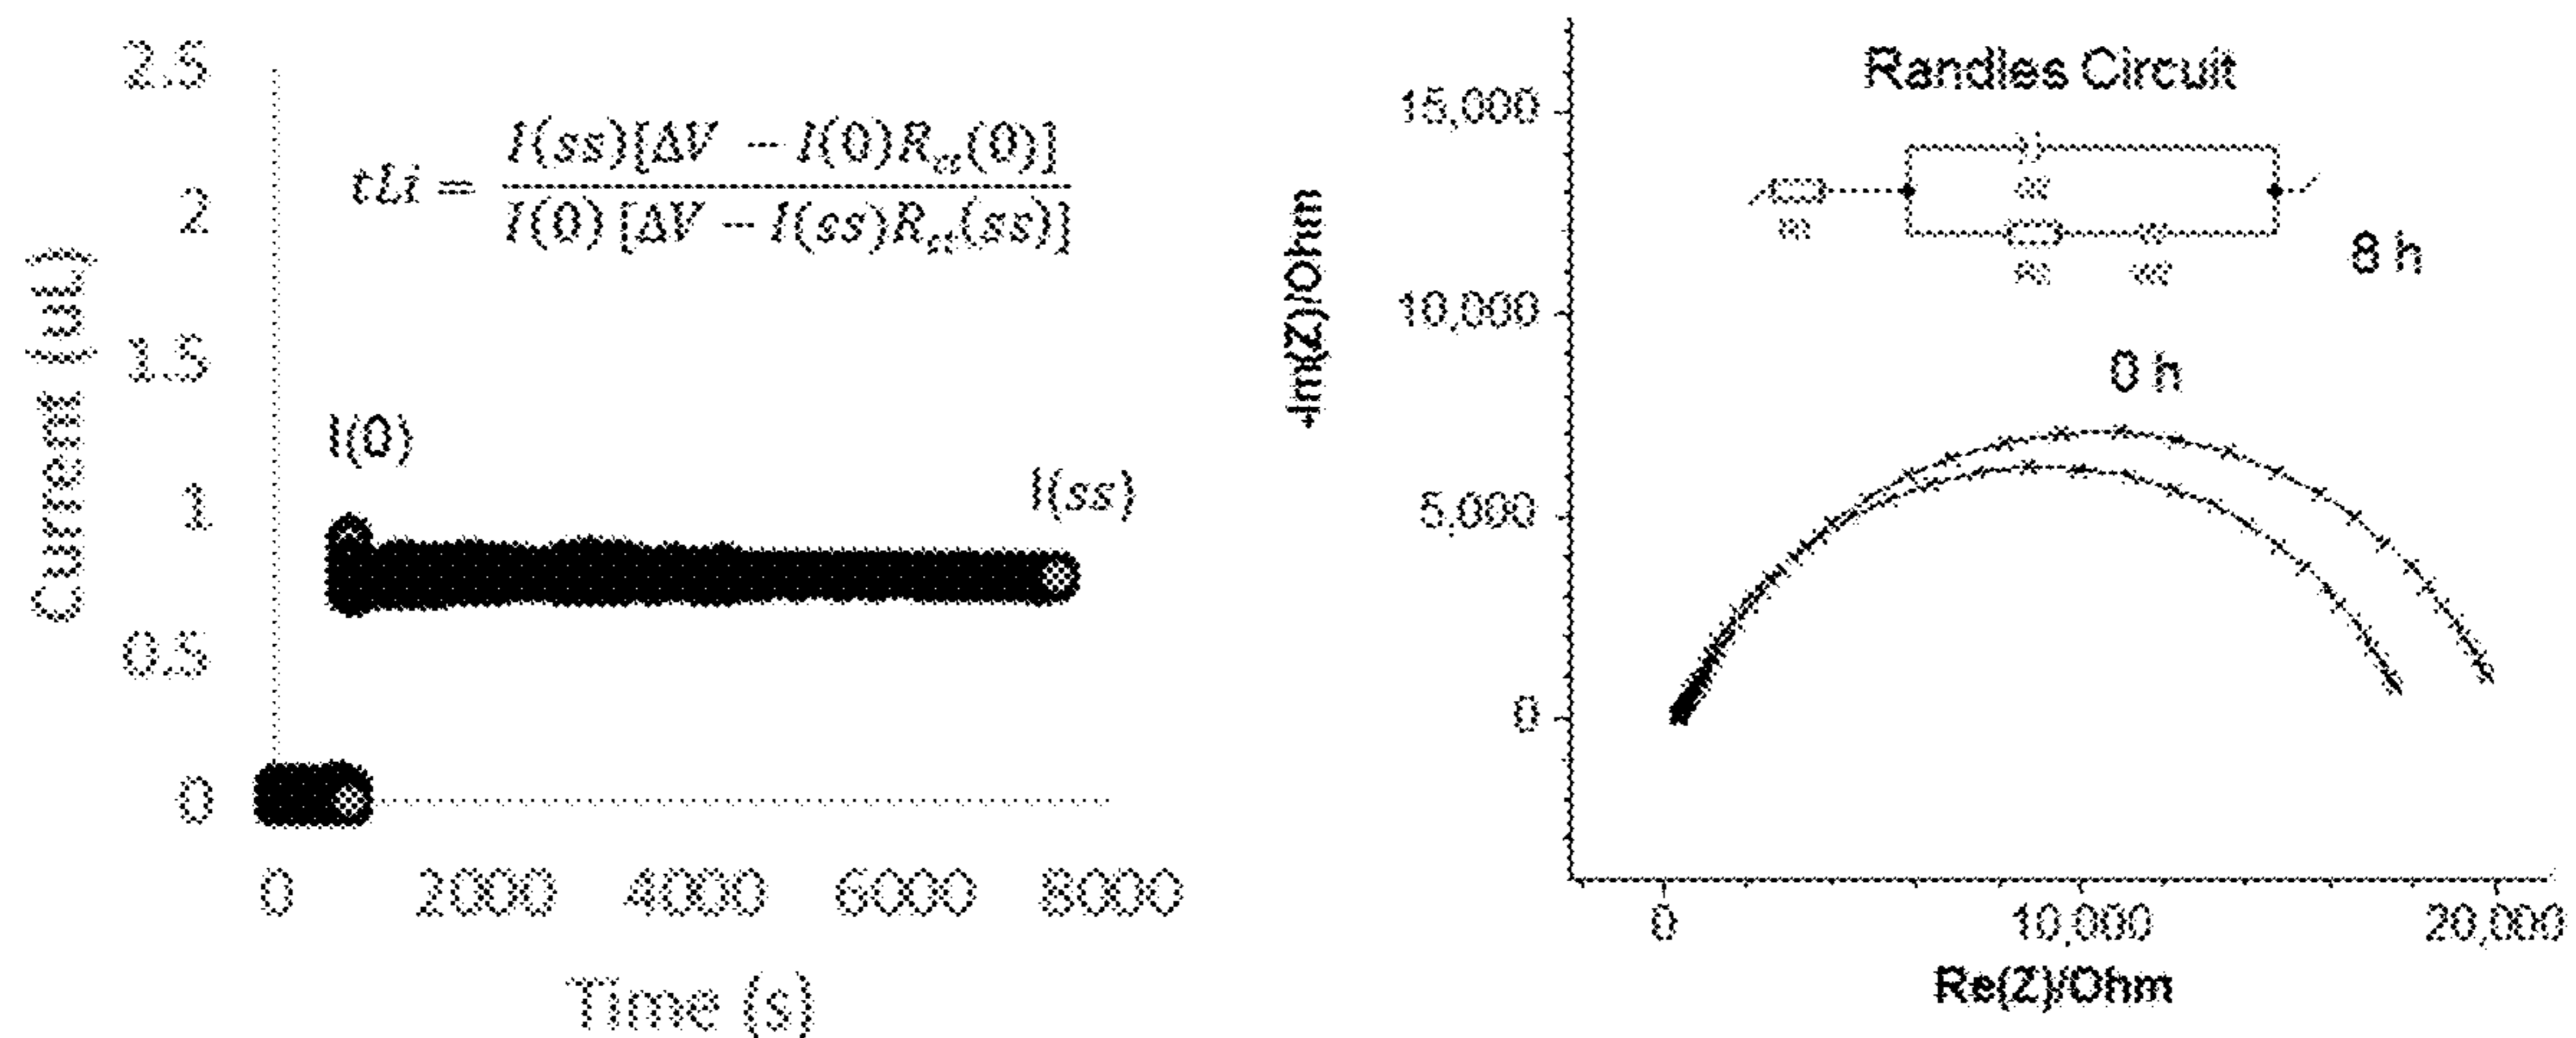 2.5
2
1.5
1
0.5
0
Current (uL)
tLi = I(ss)[ΔV − I(0)R
(0)]
I(0) [ΔV − I(ss)R
(ss)]
I(0)
I(ss)
0 2000 4000 6000 8000
Time (s)
Randles Circuit
15,000
10,000
5,000
0
-Im(Z)/Ohm
8 h
0 h
0 10,000 20,000
Re(Z)/Ohm